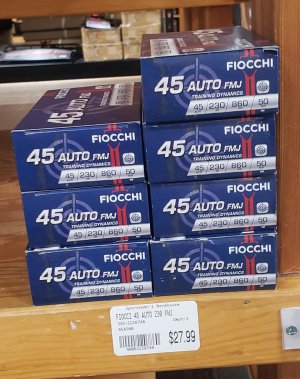 FIOCCHI
45 AUTO FMJ
TRAINING DYNAMICS
45 / 230 / 860 / 50
FIOCCHI
45 AUTO FMJ
TRAINING DYNAMICS
45 / 230 / 860 / 50
FIOCCHI
45 AUTO FMJ
TRAINING DYNAMICS
45 / 230 / 860 / 50
FIOCCHI
45 AUTO FMJ
TRAINING DYNAMICS
45 / 230 / 860 / 50
FIOCCHI
45 AUTO FMJ
TRAINING DYNAMICS
45 / 230 / 860 / 50
FIOCCHI
45 AUTO FMJ
TRAINING DYNAMICS
45 / 230 / 860 / 50
FIOCCHI
45 AUTO FMJ
TRAINING DYNAMICS
45 / 230 / 860 / 50
Sportsman's Warehouse
FIOCCI 45 AUTO 230 FMJ
$27.99